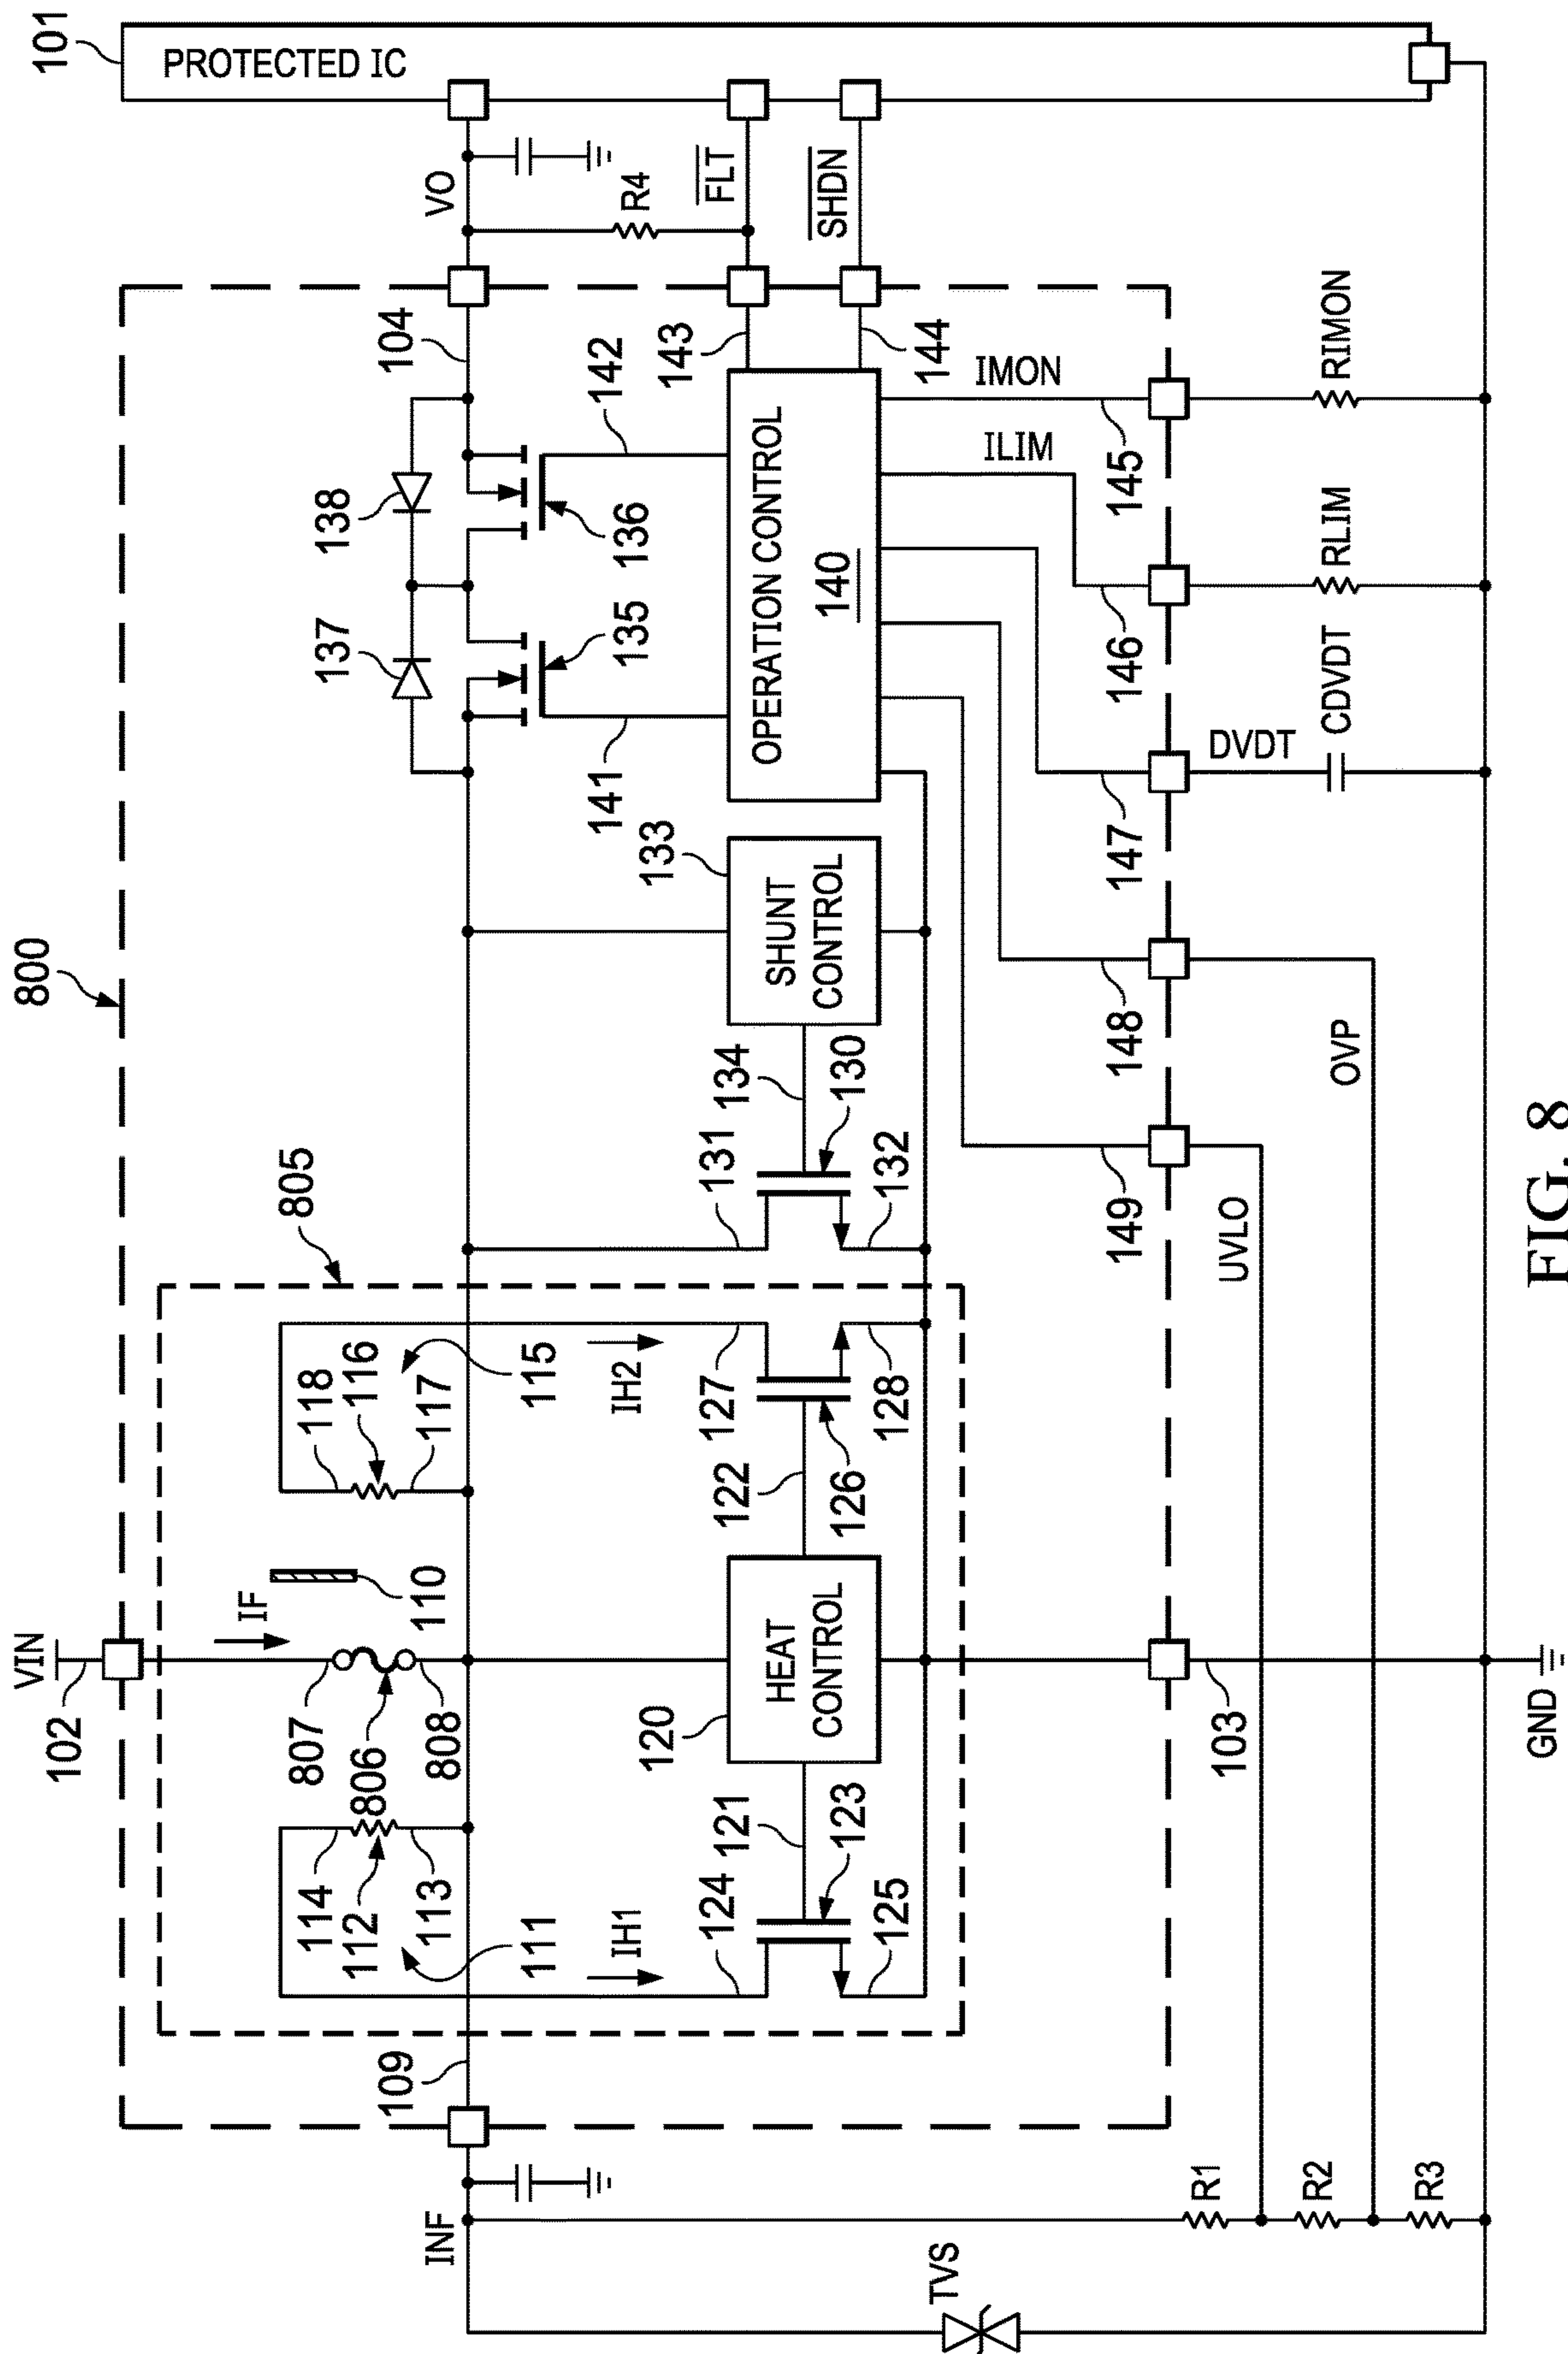 101
PROTECTED IC
VO
R4
FLT
SHDN
104
143
144
142
138
136
137
135
141
OPERATION CONTROL
140
IMON
145
RIMON
ILIM
146
RLIM
DVDT
CDVDT
147
148
OVP
149
UVLO
800
133
SHUNT
CONTROL
134
130
131
132
805
118
116
117
115
IH2
127
128
122
126
110
IF
VIN
102
807
806
808
120
HEAT
CONTROL
103
GND
114
112
113
111
IH1
121
123
124
125
109
INF
TVS
R1
R2
R3
FIG. 8